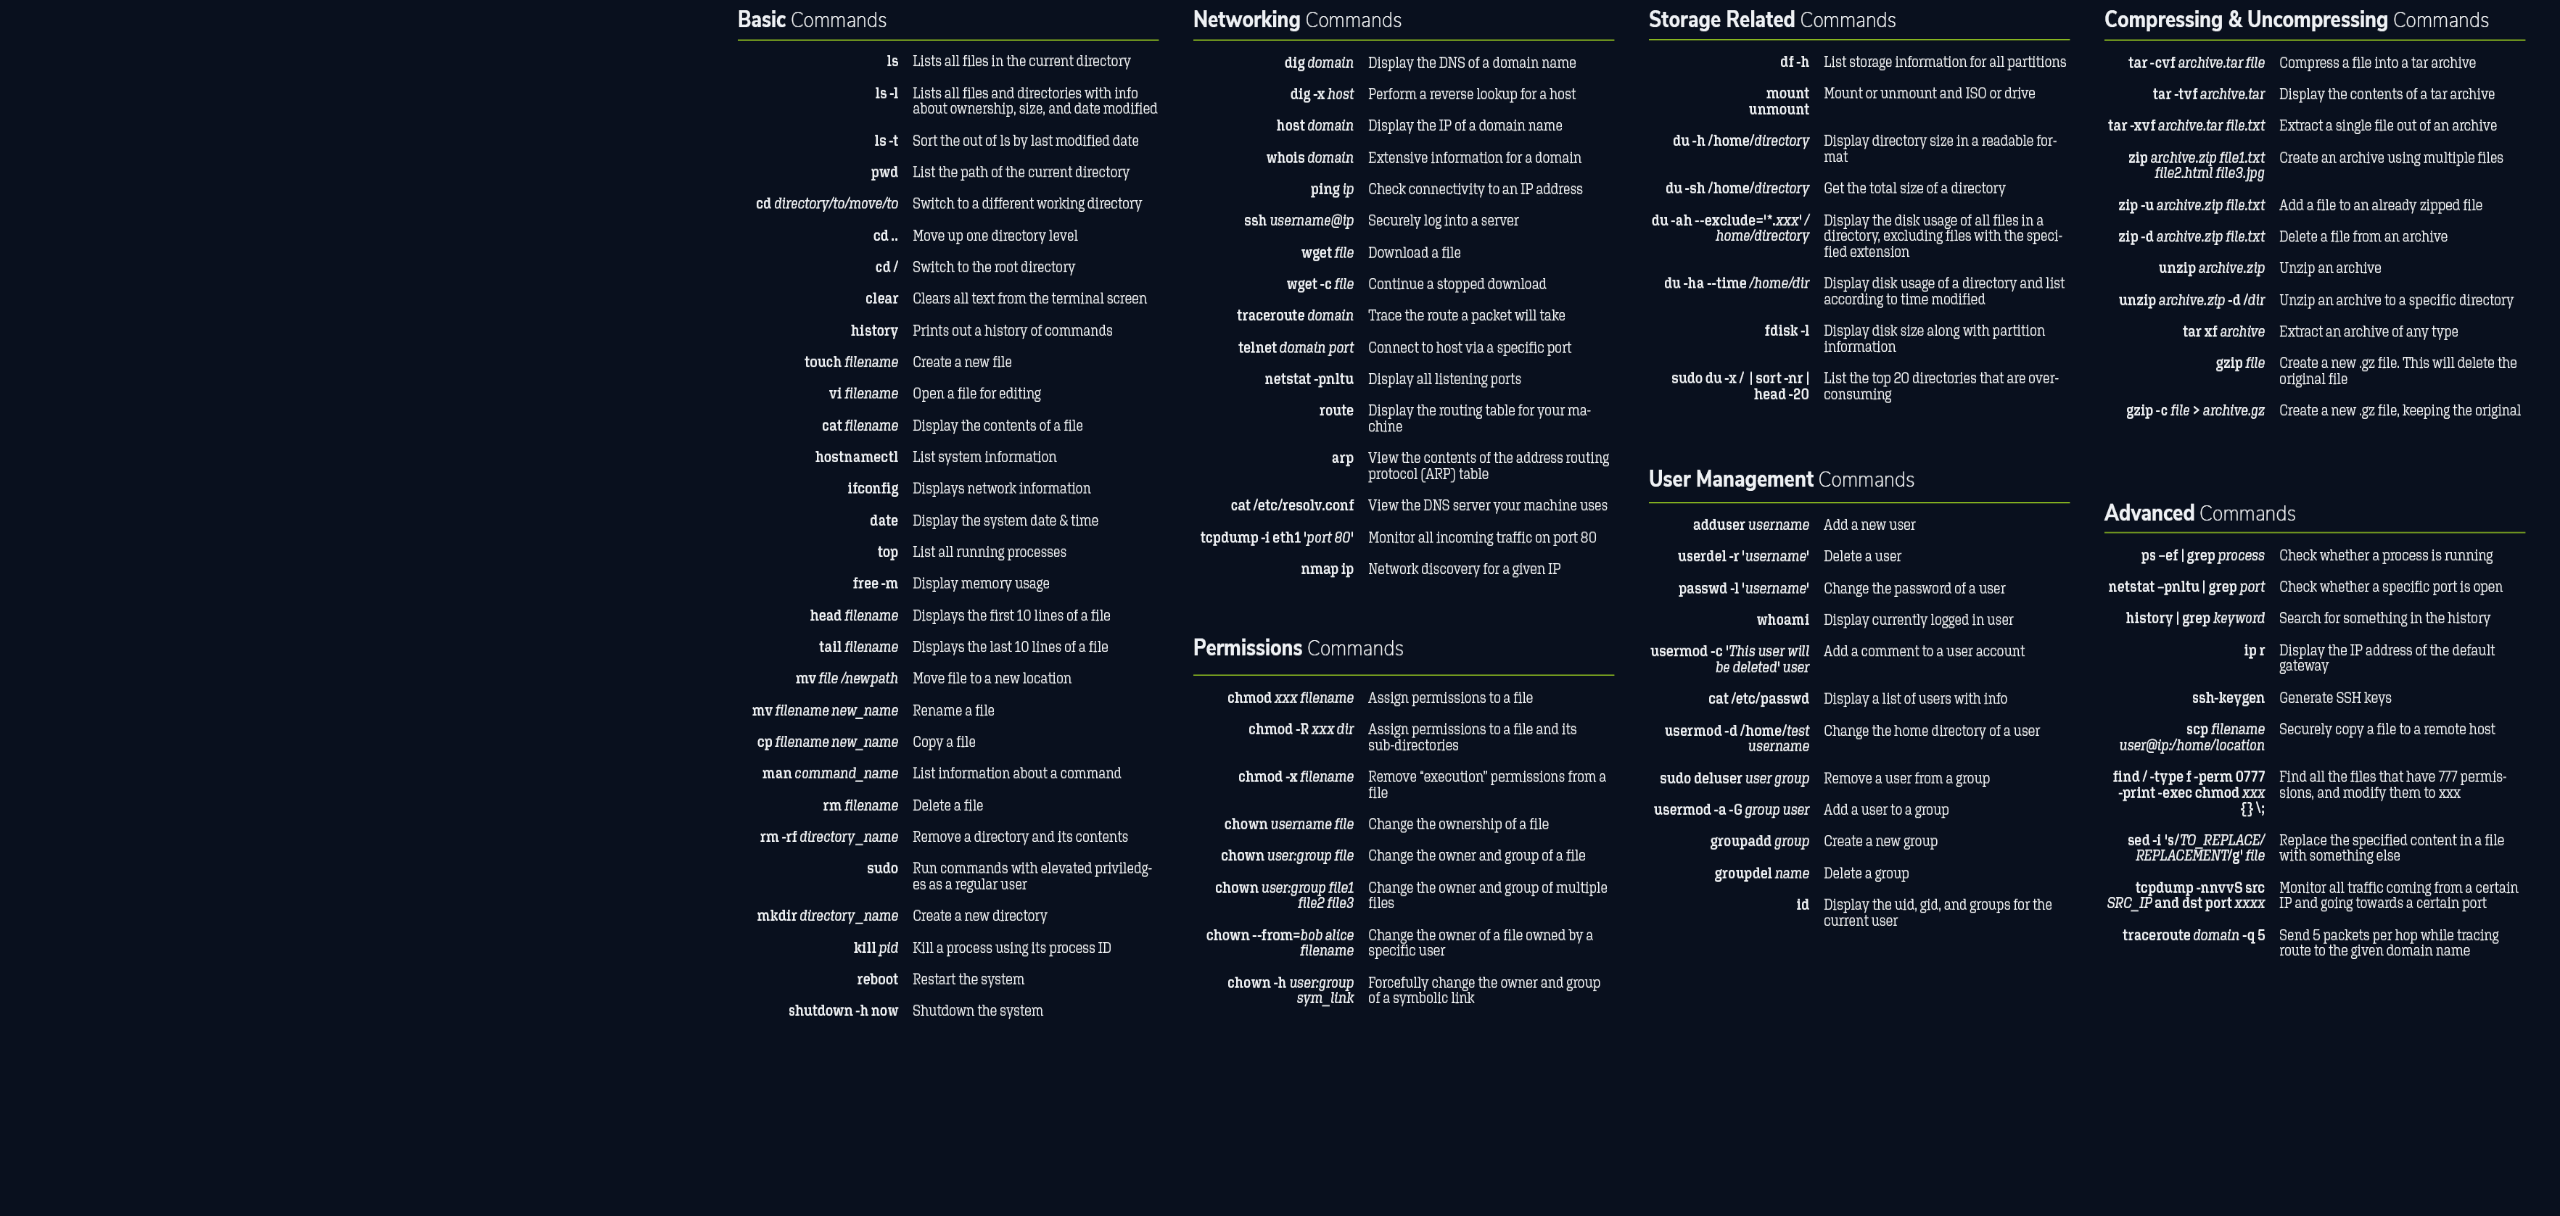 Basic Commands
ls Lists all files in the current directory
ls -l Lists all files and directories with info
about ownership, size, and date modified
ls -t Sort the out of ls by last modified date
pwd List the path of the current directory
cd directory/to/move/to Switch to a different working directory
cd .. Move up one directory level
cd / Switch to the root directory
clear Clears all text from the terminal screen
history Prints out a history of commands
touch filename Create a new file
vi filename Open a file for editing
cat filename Display the contents of a file
hostnamectl List system information
ifconfig Displays network information
date Display the system date & time
top List all running processes
free -m Display memory usage
head filename Displays the first 10 lines of a file
tail filename Displays the last 10 lines of a file
mv file /newpath Move file to a new location
mv filename new_name Rename a file
cp filename new_name Copy a file
man command_name List information about a command
rm filename Delete a file
rm -rf directory_name Remove a directory and its contents
sudo Run commands with elevated priviledg-
es as a regular user
mkdir directory_name Create a new directory
kill pid Kill a process using its process ID
reboot Restart the system
shutdown -h now Shutdown the system
Networking Commands
dig domain Display the DNS of a domain name
dig -x host Perform a reverse lookup for a host
host domain Display the IP of a domain name
whois domain Extensive information for a domain
ping ip Check connectivity to an IP address
ssh username@ip Securely log into a server
wget file Download a file
wget -c file Continue a stopped download
traceroute domain Trace the route a packet will take
telnet domain port Connect to host via a specific port
netstat -pnltu Display all listening ports
route Display the routing table for your ma-
chine
arp View the contents of the address routing
protocol (ARP) table
cat /etc/resolv.conf View the DNS server your machine uses
tcpdump -i eth1 'port 80' Monitor all incoming traffic on port 80
nmap ip Network discovery for a given IP
Permissions Commands
chmod xxx filename Assign permissions to a file
chmod -R xxx dir Assign permissions to a file and its
sub-directories
chmod -x filename Remove “execution” permissions from a
file
chown username file Change the ownership of a file
chown user:group file Change the owner and group of a file
chown user:group file1 Change the owner and group of multiple
file2 file3 files
chown --from=bob alice Change the owner of a file owned by a
filename specific user
chown -h user:group Forcefully change the owner and group
sym_link of a symbolic link
Storage Related Commands
df -h List storage information for all partitions
mount Mount or unmount and ISO or drive
unmount
du -h /home/directory Display directory size in a readable for-
mat
du -sh /home/directory Get the total size of a directory
du -ah --exclude='*.xxx' / Display the disk usage of all files in a
home/directory directory, excluding files with the speci-
fied extension
du -ha --time /home/dir Display disk usage of a directory and list
according to time modified
fdisk -l Display disk size along with partition
information
sudo du -x / | sort -nr | List the top 20 directories that are over-
head -20 consuming
User Management Commands
adduser username Add a new user
userdel -r 'username' Delete a user
passwd -l 'username' Change the password of a user
whoami Display currently logged in user
usermod -c 'This user will Add a comment to a user account
be deleted' user
cat /etc/passwd Display a list of users with info
usermod -d /home/test Change the home directory of a user
username
sudo deluser user group Remove a user from a group
usermod -a -G group user Add a user to a group
groupadd group Create a new group
groupdel name Delete a group
id Display the uid, gid, and groups for the
current user
Compressing & Uncompressing Commands
tar -cvf archive.tar file Compress a file into a tar archive
tar -tvf archive.tar Display the contents of a tar archive
tar -xvf archive.tar file.txt Extract a single file out of an archive
zip archive.zip file1.txt Create an archive using multiple files
file2.html file3.jpg
zip -u archive.zip file.txt Add a file to an already zipped file
zip -d archive.zip file.txt Delete a file from an archive
unzip archive.zip Unzip an archive
unzip archive.zip -d /dir Unzip an archive to a specific directory
tar xf archive Extract an archive of any type
gzip file Create a new .gz file. This will delete the
original file
gzip -c file > archive.gz Create a new .gz file, keeping the original
Advanced Commands
ps –ef | grep process Check whether a process is running
netstat –pnltu | grep port Check whether a specific port is open
history | grep keyword Search for something in the history
ip r Display the IP address of the default
gateway
ssh-keygen Generate SSH keys
scp filename Securely copy a file to a remote host
user@ip:/home/location
find / -type f -perm 0777 Find all the files that have 777 permis-
-print -exec chmod xxx sions, and modify them to xxx
{} \;
sed -i 's/TO_REPLACE/ Replace the specified content in a file
REPLACEMENT/g' file with something else
tcpdump -nnvvS src Monitor all traffic coming from a certain
SRC_IP and dst port xxxx IP and going towards a certain port
traceroute domain -q 5 Send 5 packets per hop while tracing
route to the given domain name